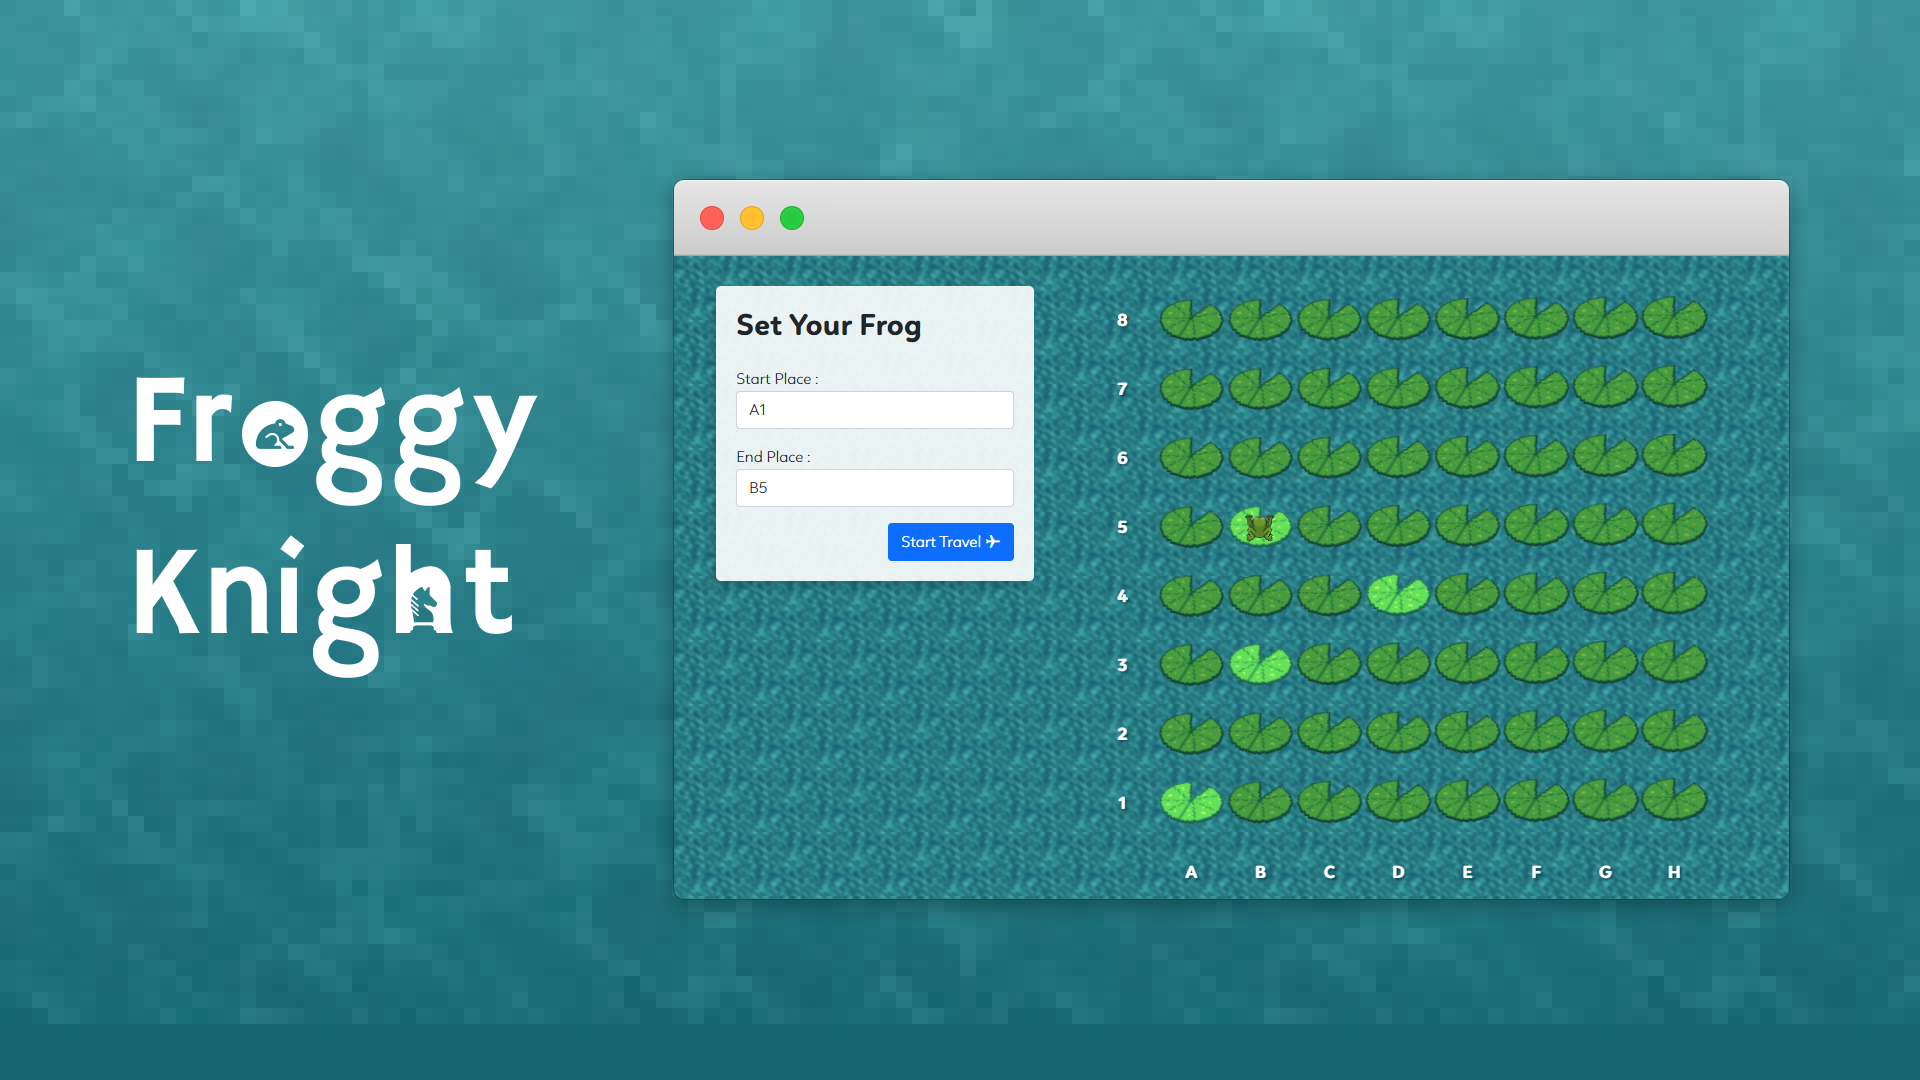 Froggy
Knight
Set Your Frog
Start Place :
A1
End Place :
B5
Start Travel
8
7
6
5
4
3
2
1
A B C D E F G H